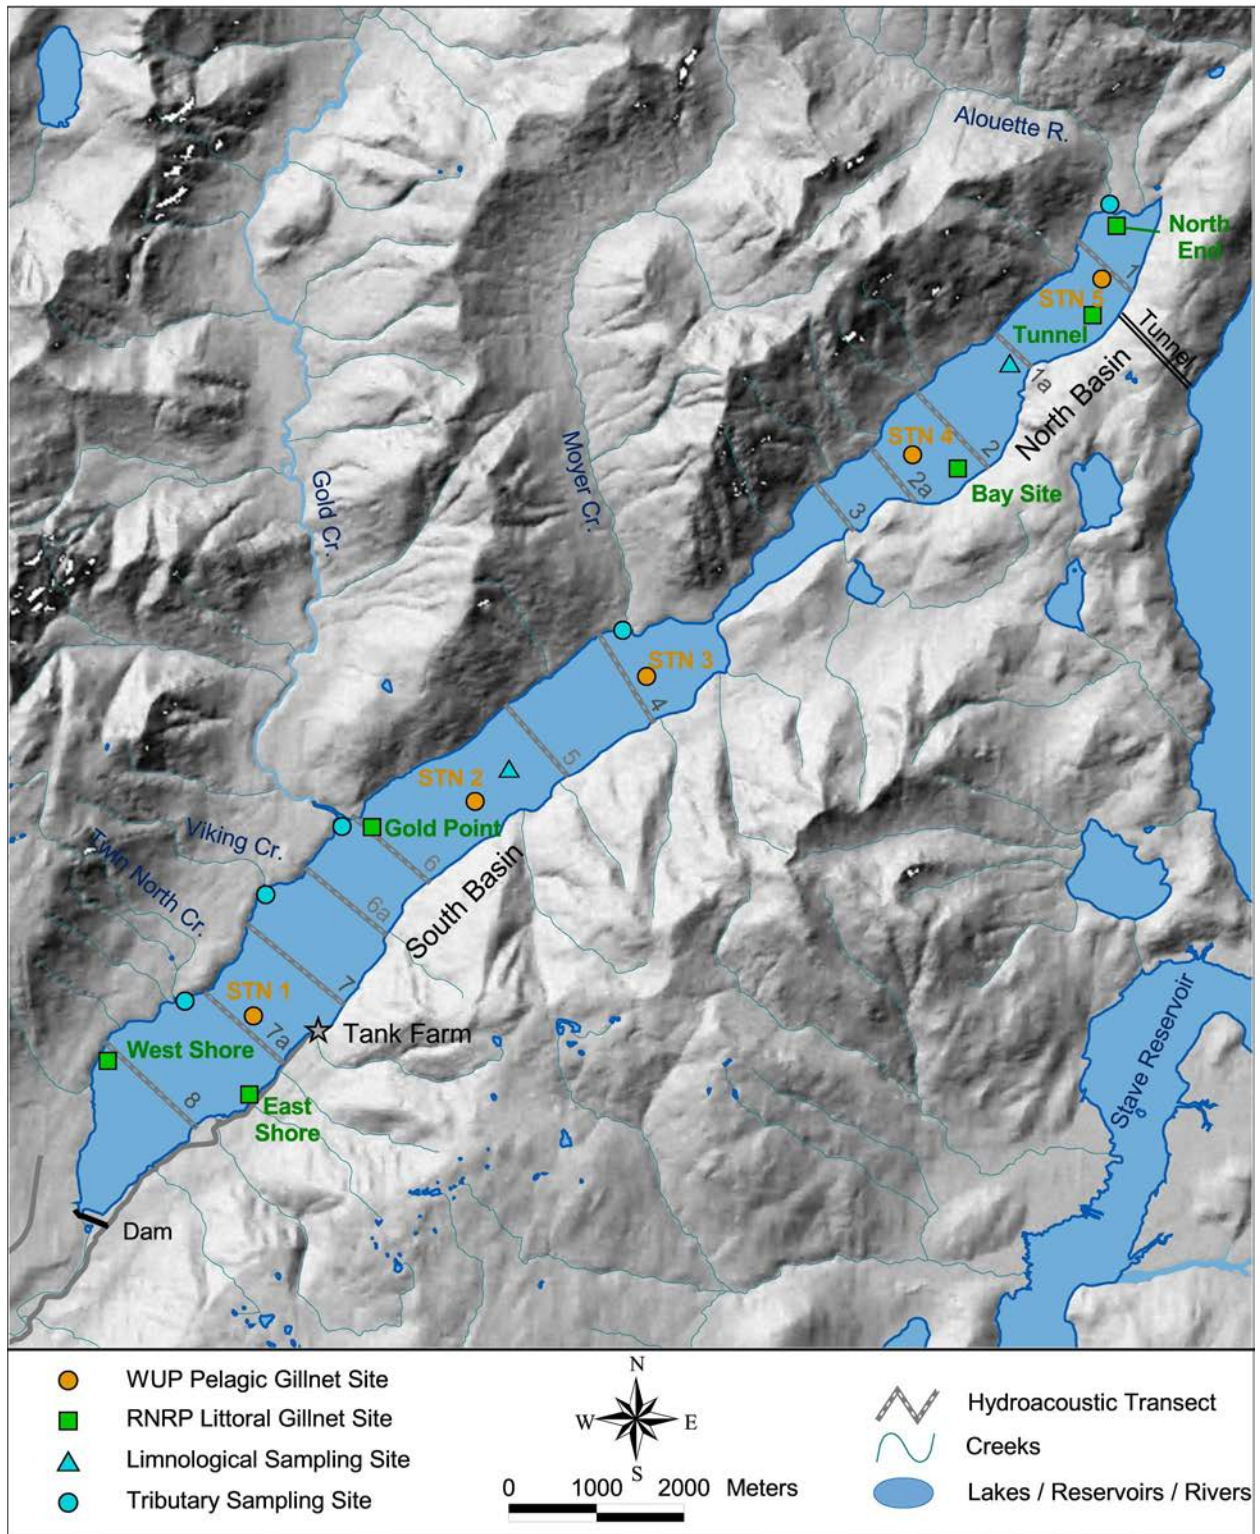 Alouette R.
North
End
1
STN 5
Tunnel
Tunnel
1a
North Basin
STN 4
2
2a
Bay Site
3
Moyer Cr.
Gold Cr.
STN 3
4
5
STN 2
Gold Point
Viking Cr.
6
Twin North Cr.
6a
South Basin
7
STN 1
7a
Tank Farm
West Shore
8
East
Shore
Stave Reservoir
Dam
WUP Pelagic Gillnet Site
RNRP Littoral Gillnet Site
Limnological Sampling Site
Tributary Sampling Site
N
W
E
S
0 1000 2000 Meters
Hydroacoustic Transect
Creeks
Lakes / Reservoirs / Rivers